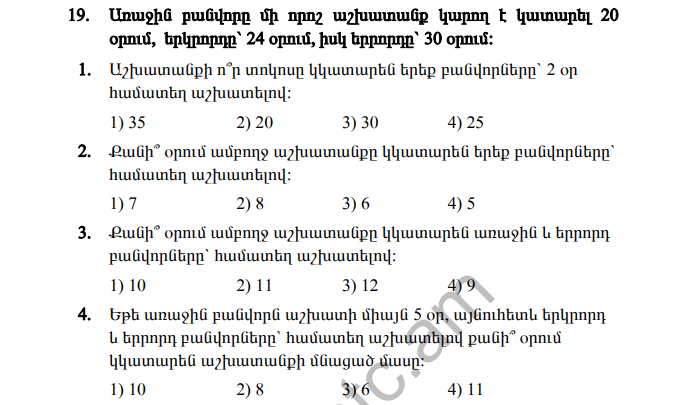 19. Առաջին բանվորը մի որոշ աշխատանք կարող է կատարել 20
օրում, երկրորդը՝ 24 օրում, իսկ երրորդը՝ 30 օրում:
1. Աշխատանքի ո՞ր տոկոսը կկատարեն երեք բանվորները՝ 2 օր
համատեղ աշխատելով:
1) 35 2) 20 3) 30 4) 25
2. Քանի՞ օրում ամբողջ աշխատանքը կկատարեն երեք բանվորները՝
համատեղ աշխատելով:
1) 7 2) 8 3) 6 4) 5
3. Քանի՞ օրում ամբողջ աշխատանքը կկատարեն առաջին և երրորդ
բանվորները՝ համատեղ աշխատելով:
1) 10 2) 11 3) 12 4) 9
4. Եթե առաջին բանվորն աշխատի միայն 5 օր, այնուհետև երկրորդ
և երրորդ բանվորները՝ համատեղ աշխատելով քանի՞ օրում
կկատարեն աշխատանքի մնացած մասը:
1) 10 2) 8 3) 6 4) 11
tc.am